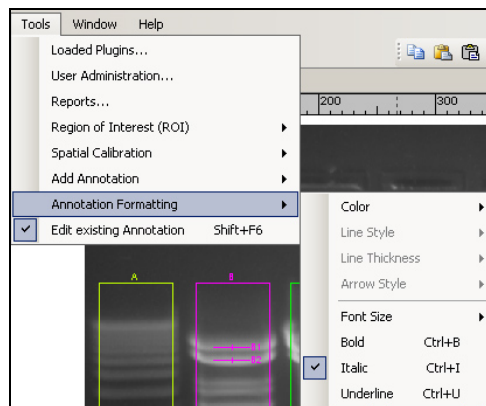 Tools Window Help
Loaded Plugins...
User Administration...
Reports...
Region of Interest (ROI)
Spatial Calibration
Add Annotation
Annotation Formatting
Edit existing Annotation Shift+F6
200 300
Color
Line Style
Line Thickness
Arrow Style
Font Size
Bold Ctrl+B
Italic Ctrl+I
Underline Ctrl+U
A B